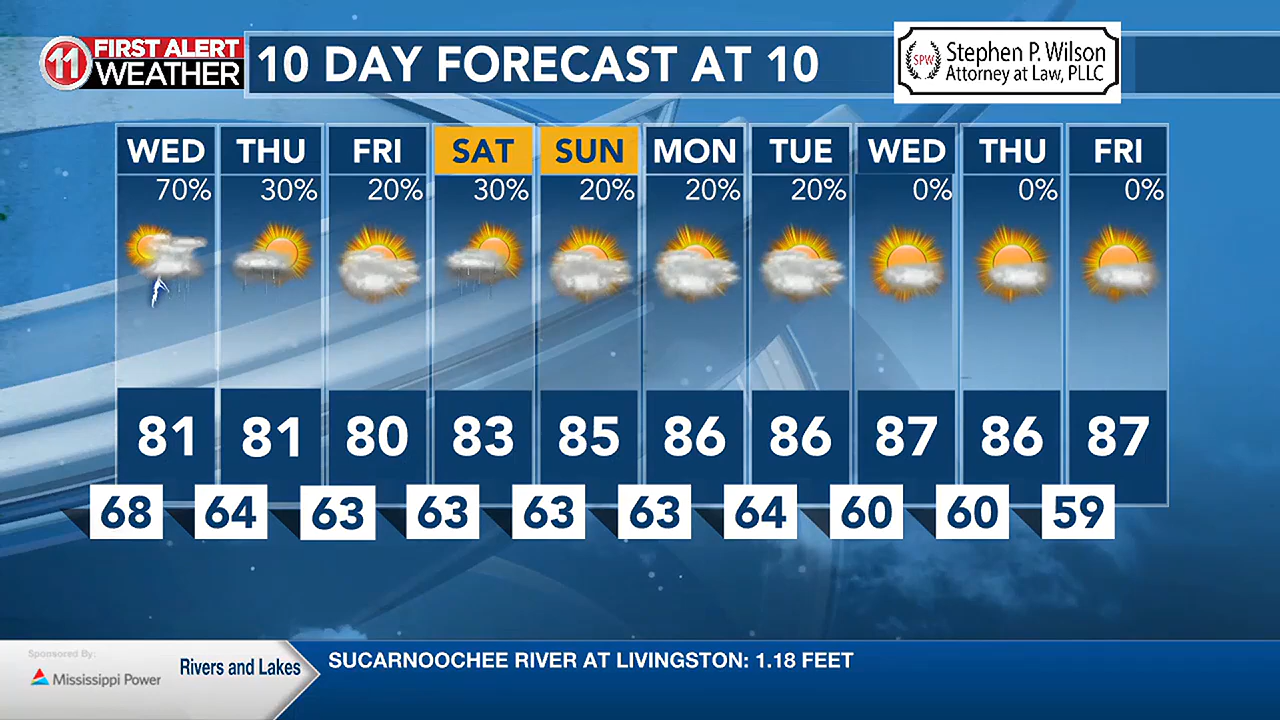 11 FIRST ALERT
WEATHER
10 DAY FORECAST AT 10
SPW
Stephen P. Wilson
Attorney at Law, PLLC
WED THU FRI SAT SUN MON TUE WED THU FRI
70% 30% 20% 30% 20% 20% 20% 0% 0% 0%
81 81 80 83 85 86 86 87 86 87
68 64 63 63 63 63 64 60 60 59
Sponsored By:
Mississippi Power
Rivers and Lakes
SUCARNOOCHEE RIVER AT LIVINGSTON: 1.18 FEET